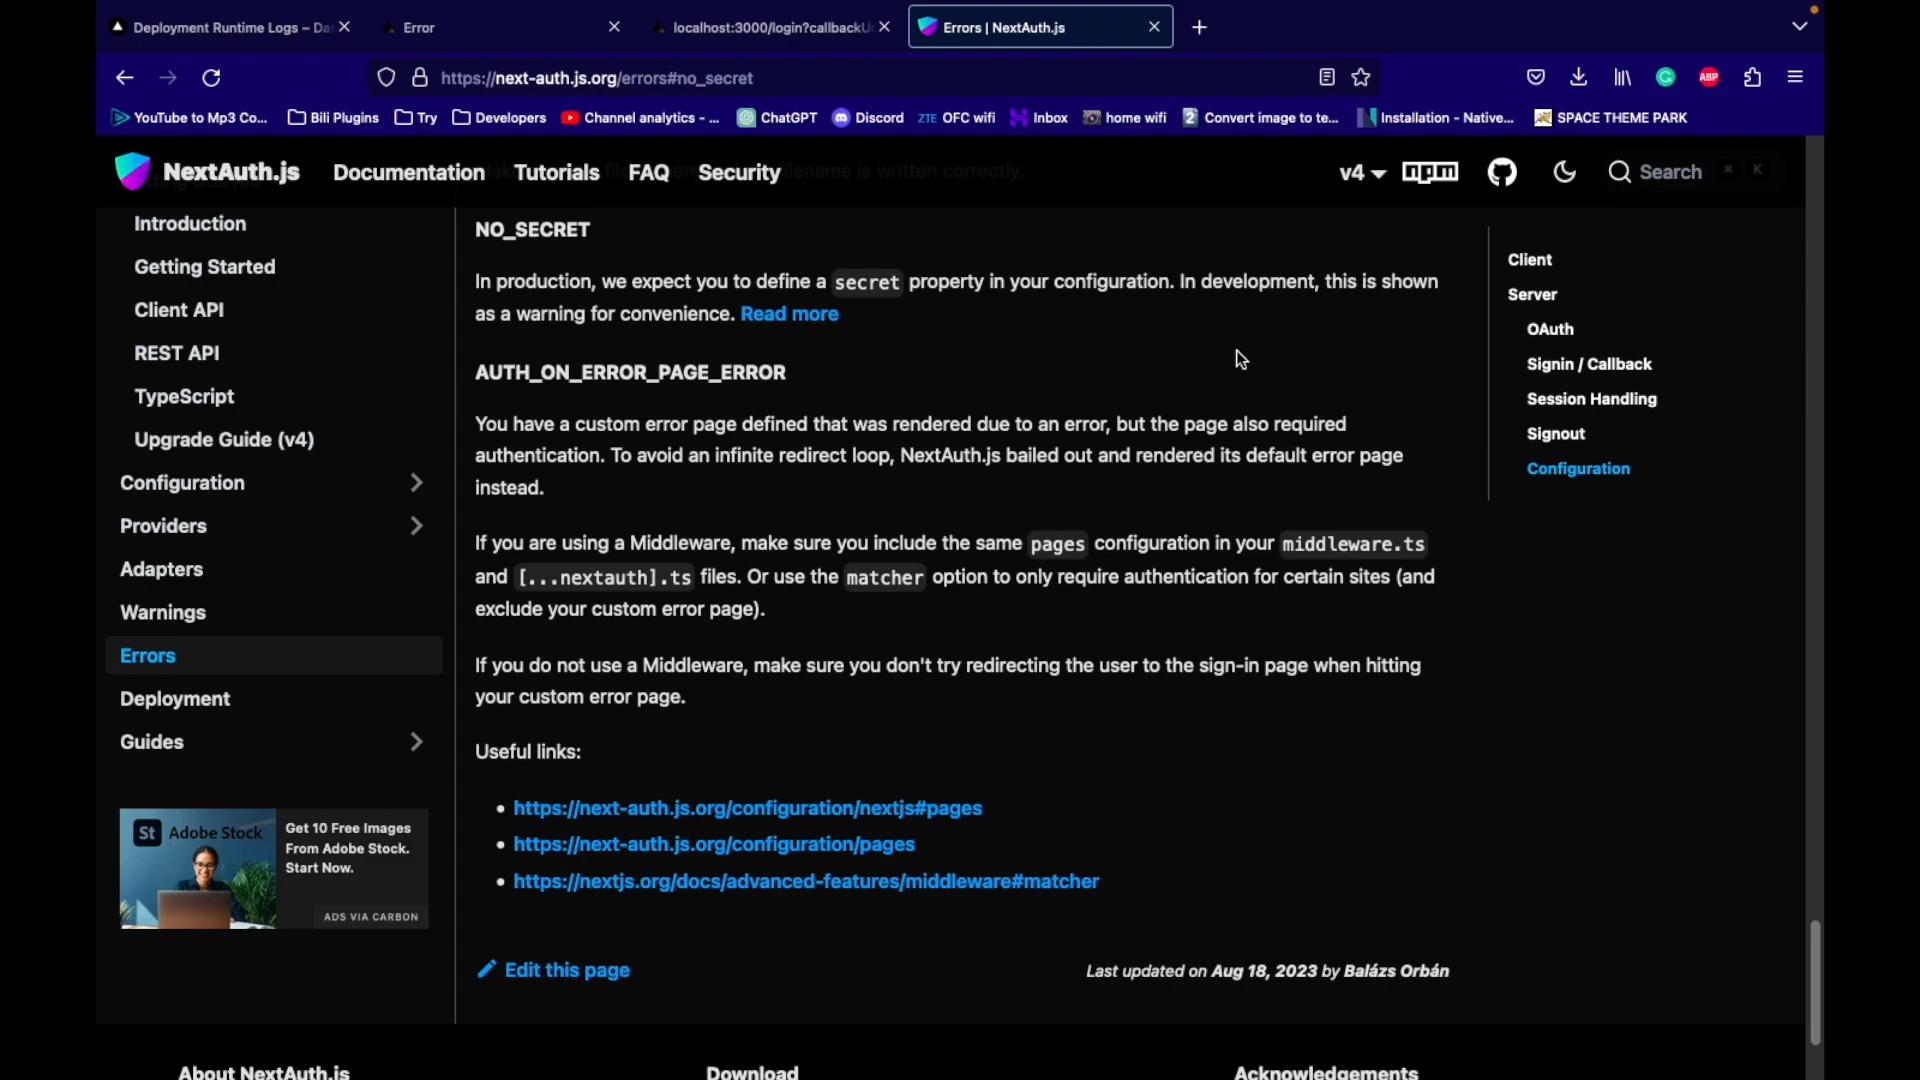 Deployment Runtime Logs – Da
Error
localhost:3000/login?callbackU
Errors | NextAuth.js
https://next-auth.js.org/errors#no_secret
ABP
YouTube to Mp3 Co...
Bili Plugins
Try
Developers
Channel analytics - ...
ChatGPT
Discord
ZTE OFC wifi
Inbox
home wifi
Convert image to te...
Installation - Native...
SPACE THEME PARK
NextAuth.js
Documentation
Tutorials
FAQ
Security
filename is written correctly.
v4
npm
Search
K
Introduction
Getting Started
Client API
REST API
TypeScript
Upgrade Guide (v4)
Configuration
Providers
Adapters
Warnings
Errors
Deployment
Guides
St Adobe Stock
Get 10 Free Images
From Adobe Stock.
Start Now.
ADS VIA CARBON
NO_SECRET
In production, we expect you to define a secret property in your configuration. In development, this is shown
as a warning for convenience. Read more
AUTH_ON_ERROR_PAGE_ERROR
You have a custom error page defined that was rendered due to an error, but the page also required
authentication. To avoid an infinite redirect loop, NextAuth.js bailed out and rendered its default error page
instead.
If you are using a Middleware, make sure you include the same pages configuration in your middleware.ts
and [...nextauth].ts files. Or use the matcher option to only require authentication for certain sites (and
exclude your custom error page).
If you do not use a Middleware, make sure you don't try redirecting the user to the sign-in page when hitting
your custom error page.
Useful links:
https://next-auth.js.org/configuration/nextjs#pages
https://next-auth.js.org/configuration/pages
https://nextjs.org/docs/advanced-features/middleware#matcher
Edit this page
Last updated on Aug 18, 2023 by Balázs Orbán
Client
Server
OAuth
Signin / Callback
Session Handling
Signout
Configuration
About NextAuth.js
Download
Acknowledgements